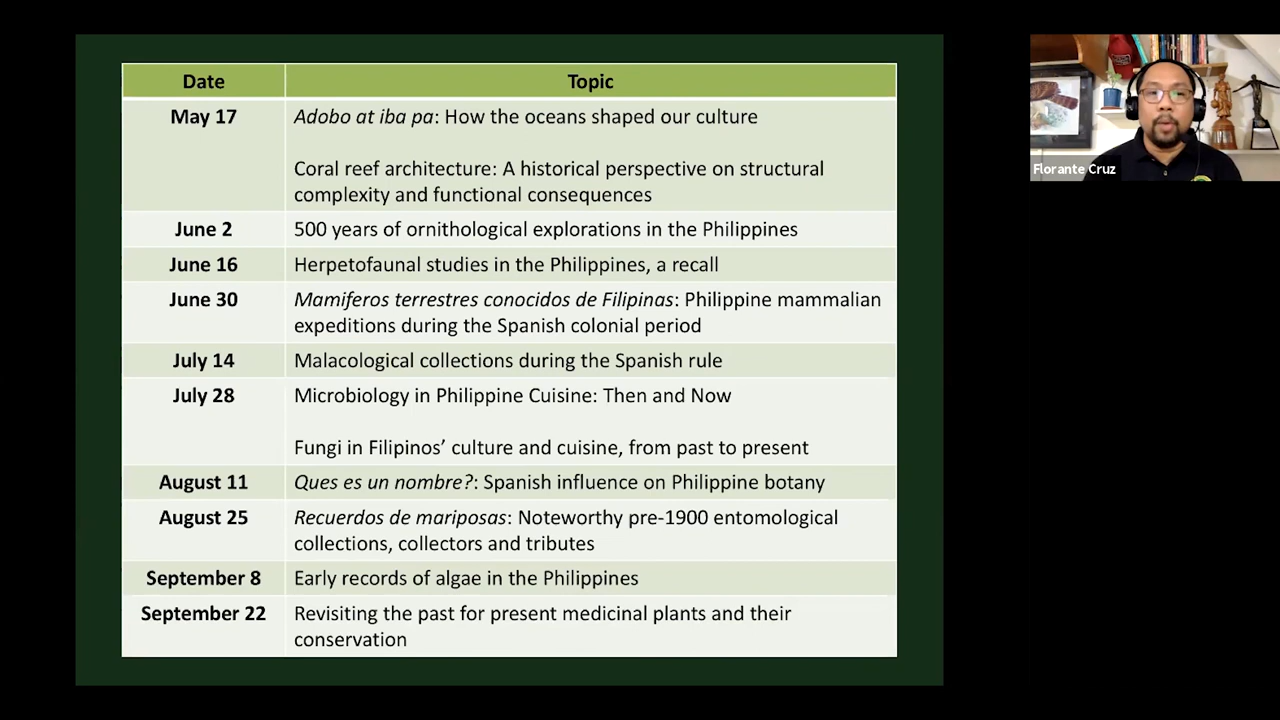 Date Topic
May 17 Adobo at iba pa: How the oceans shaped our culture
Coral reef architecture: A historical perspective on structural
complexity and functional consequences
June 2 500 years of ornithological explorations in the Philippines
June 16 Herpetofaunal studies in the Philippines, a recall
June 30 Mamiferos terrestres conocidos de Filipinas: Philippine mammalian
expeditions during the Spanish colonial period
July 14 Malacological collections during the Spanish rule
July 28 Microbiology in Philippine Cuisine: Then and Now
Fungi in Filipinos’ culture and cuisine, from past to present
August 11 Ques es un nombre?: Spanish influence on Philippine botany
August 25 Recuerdos de mariposas: Noteworthy pre-1900 entomological
collections, collectors and tributes
September 8 Early records of algae in the Philippines
September 22 Revisiting the past for present medicinal plants and their
conservation
Florante Cruz